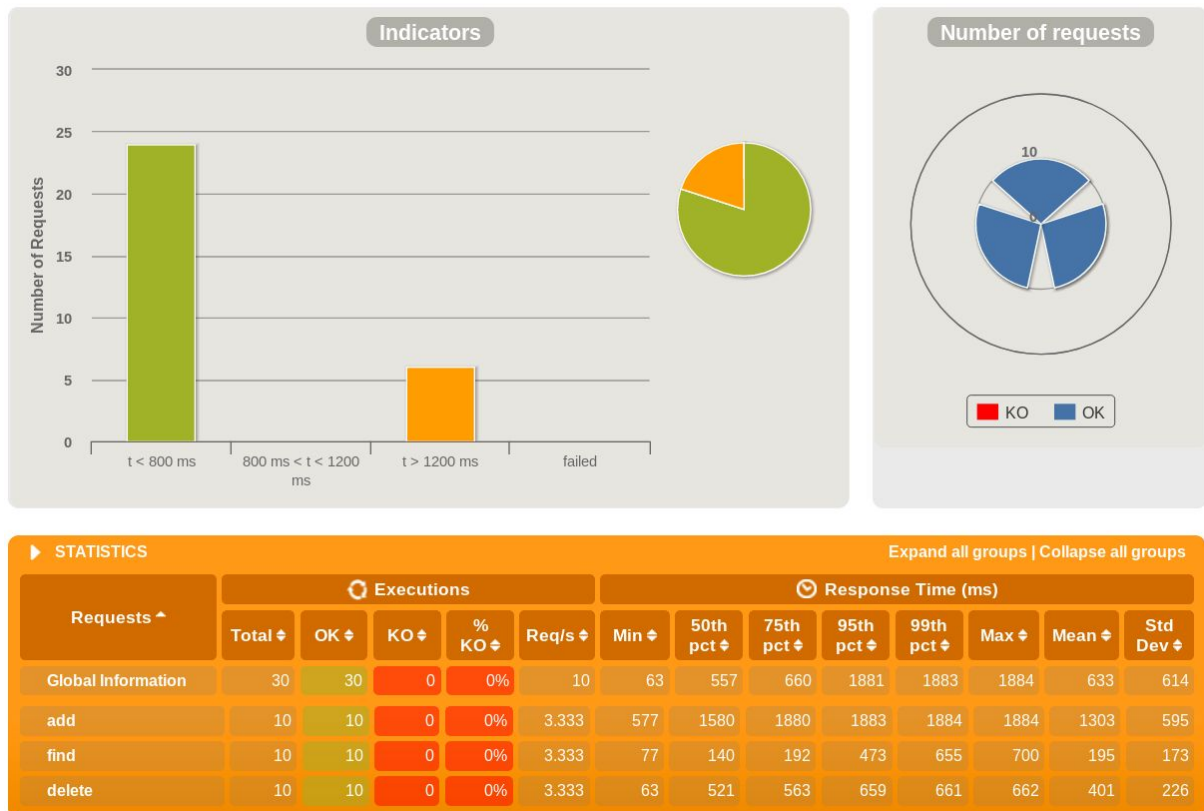 Indicators
Number of Requests
30
25
20
15
10
5
0
t < 800 ms
800 ms < t < 1200
ms
t > 1200 ms
failed
Number of requests
10
0
KO OK
STATISTICS
Expand all groups | Collapse all groups
Requests
Executions
Response Time (ms)
Total OK KO % KO Req/s Min 50th pct 75th pct 95th pct 99th pct Max Mean Std Dev
Global Information 30 30 0 0% 10 63 557 660 1881 1883 1884 633 614
add 10 10 0 0% 3.333 577 1580 1880 1883 1884 1884 1303 595
find 10 10 0 0% 3.333 77 140 192 473 655 700 195 173
delete 10 10 0 0% 3.333 63 521 563 659 661 662 401 226